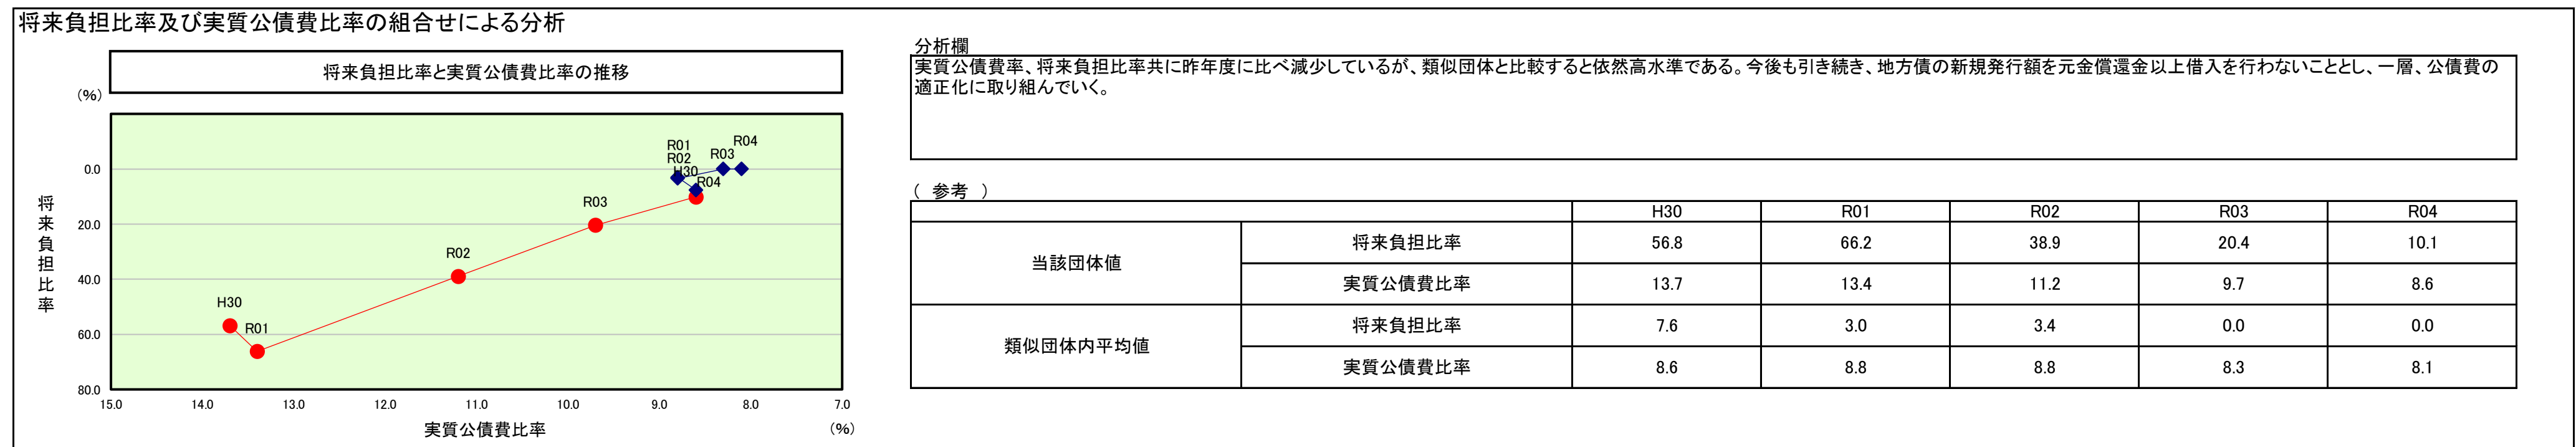 将来負担比率及び実質公債費比率の組合せによる分析
将来負担比率と実質公債費比率の推移
(%)
将来負担比率
0.0
20.0
40.0
60.0
80.0
15.0 14.0 13.0 12.0 11.0 10.0 9.0 8.0 7.0
実質公債費比率
(%)
H30
R01
R02
R03
R04
R01
R02
H30
R03
R04
分析欄
実質公債費率、将来負担比率共に昨年度に比べ減少しているが、類似団体と比較すると依然高水準である。今後も引き続き、地方債の新規発行額を元金償還金以上借入を行わないこととし、一層、公債費の
適正化に取り組んでいく。
( 参考 )
H30 R01 R02 R03 R04
当該団体値
将来負担比率 56.8 66.2 38.9 20.4 10.1
実質公債費比率 13.7 13.4 11.2 9.7 8.6
類似団体内平均値
将来負担比率 7.6 3.0 3.4 0.0 0.0
実質公債費比率 8.6 8.8 8.8 8.3 8.1